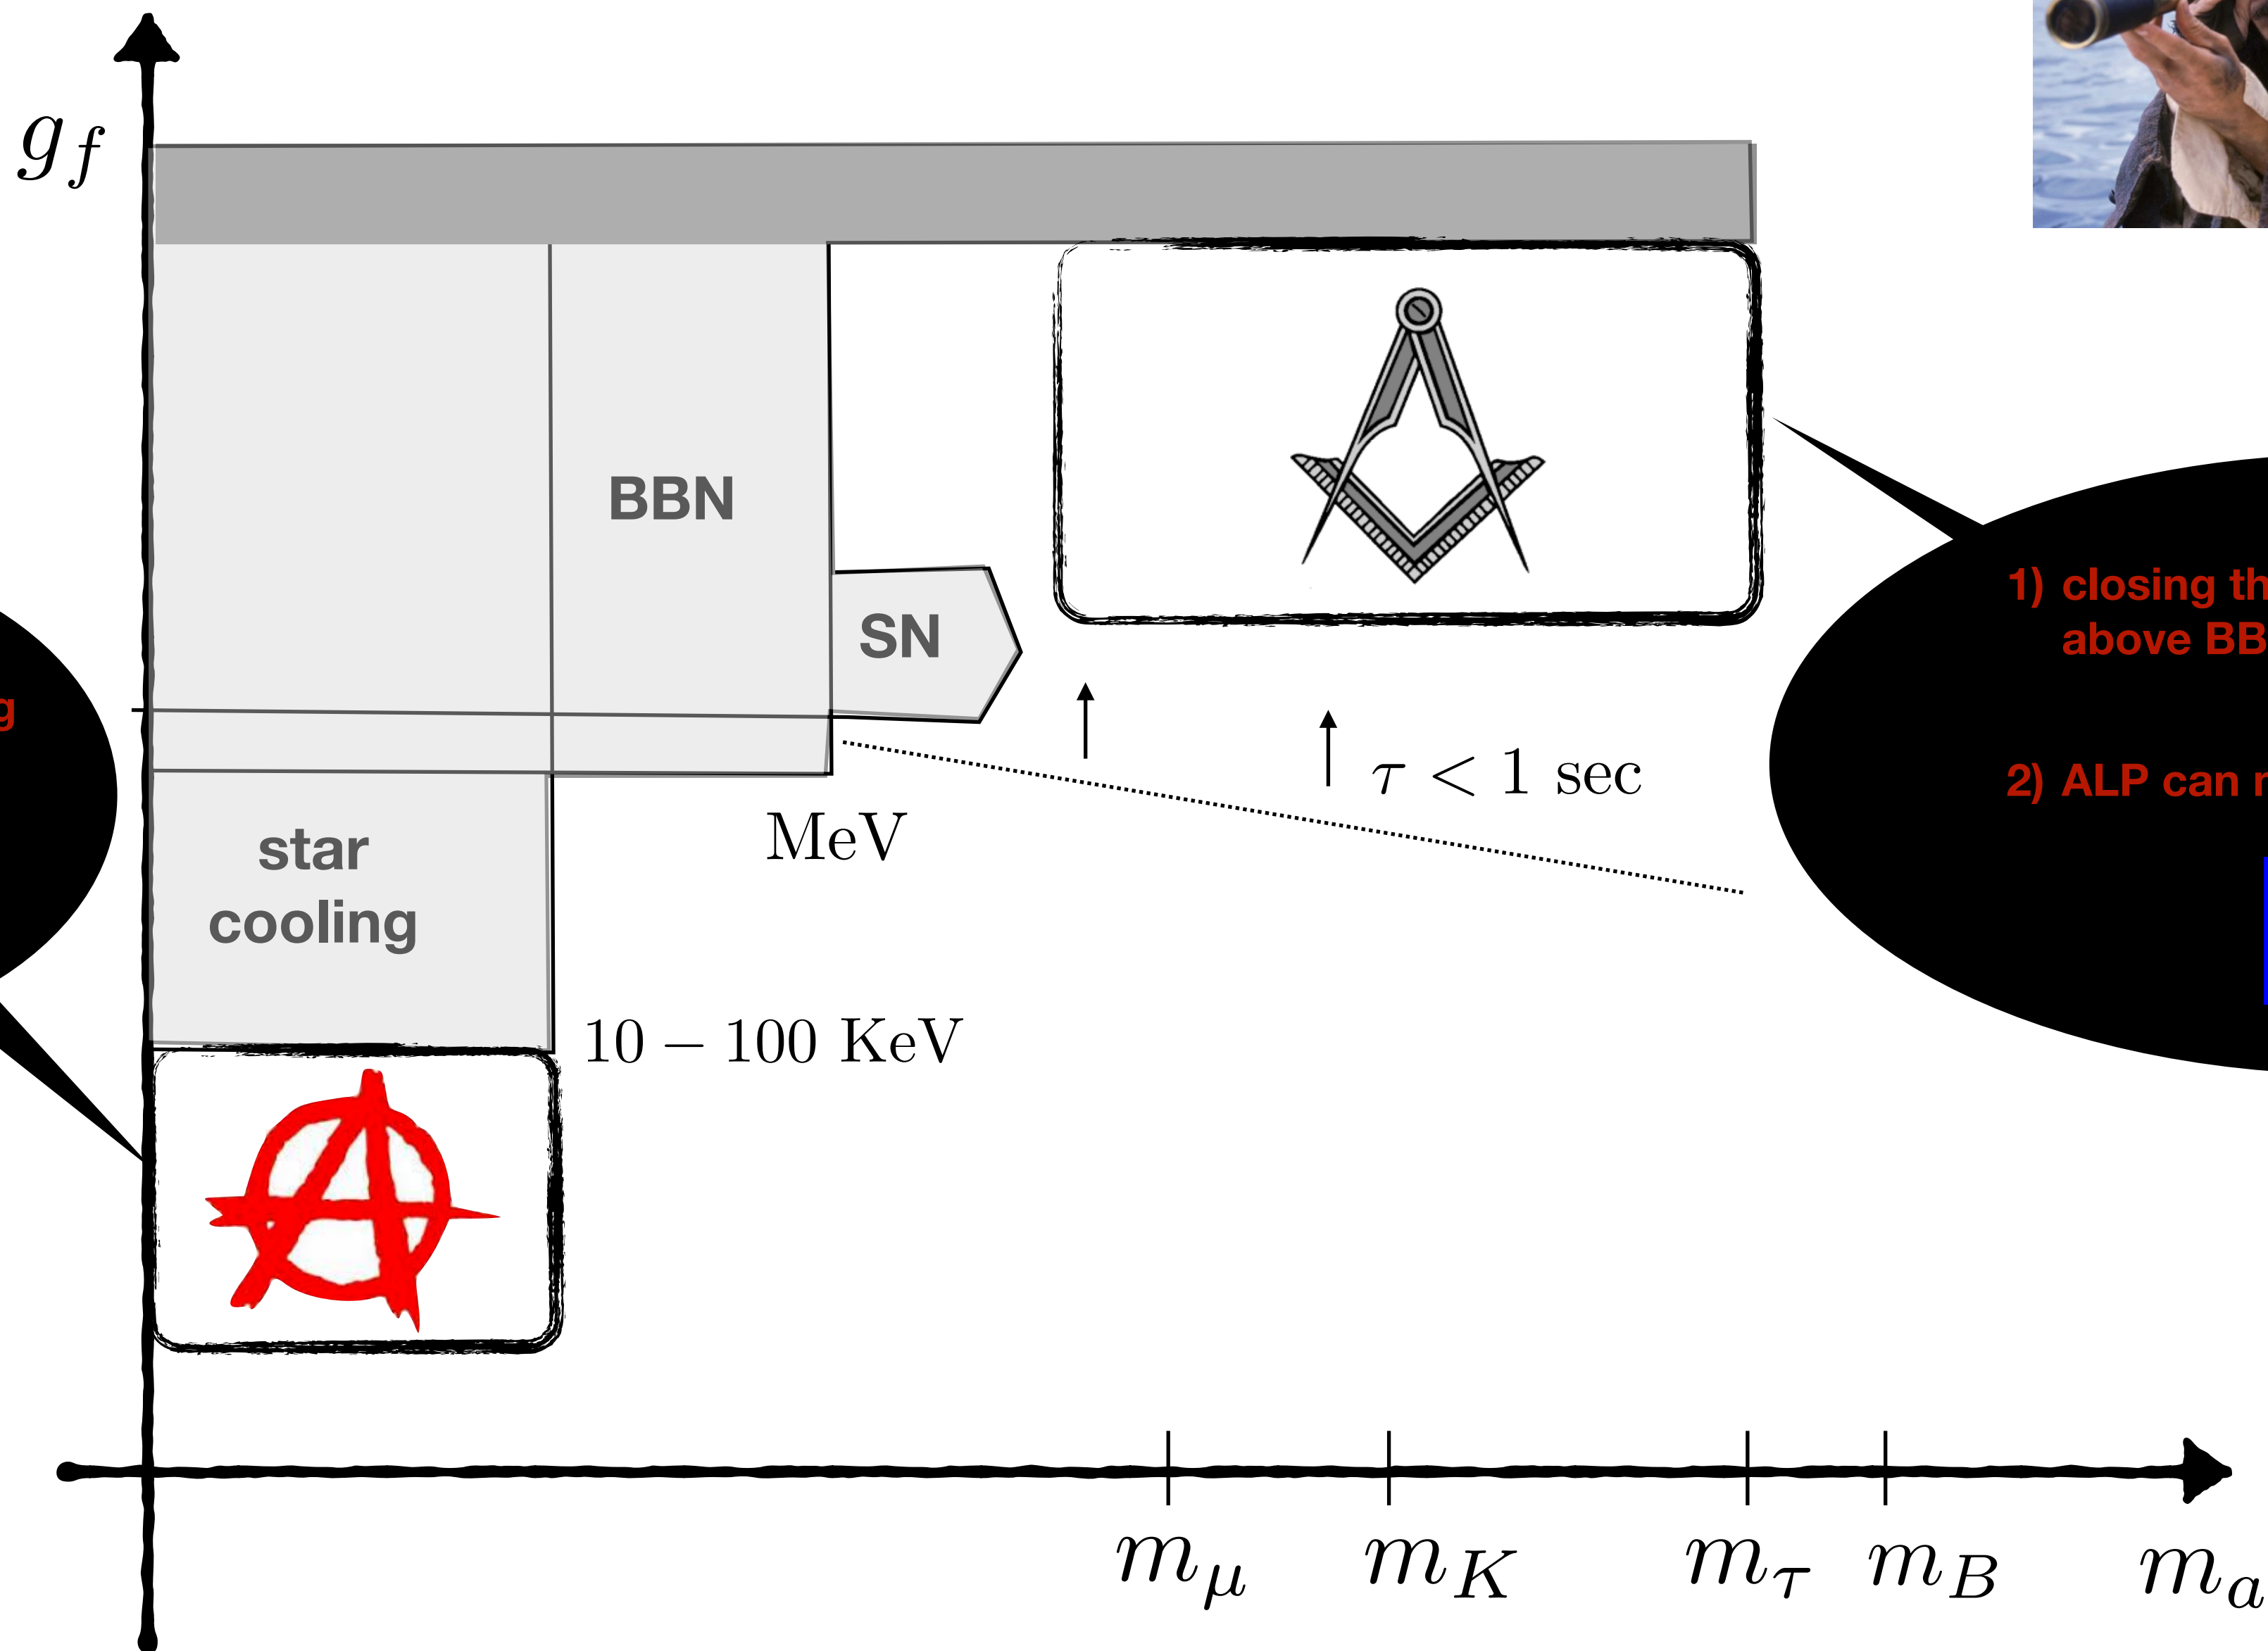 g_f
BBN
SN
1) closing th
above BB
g
τ < 1 sec
2) ALP can
MeV
star
cooling
10 – 100 KeV
m_μ m_K m_τ m_B m_a